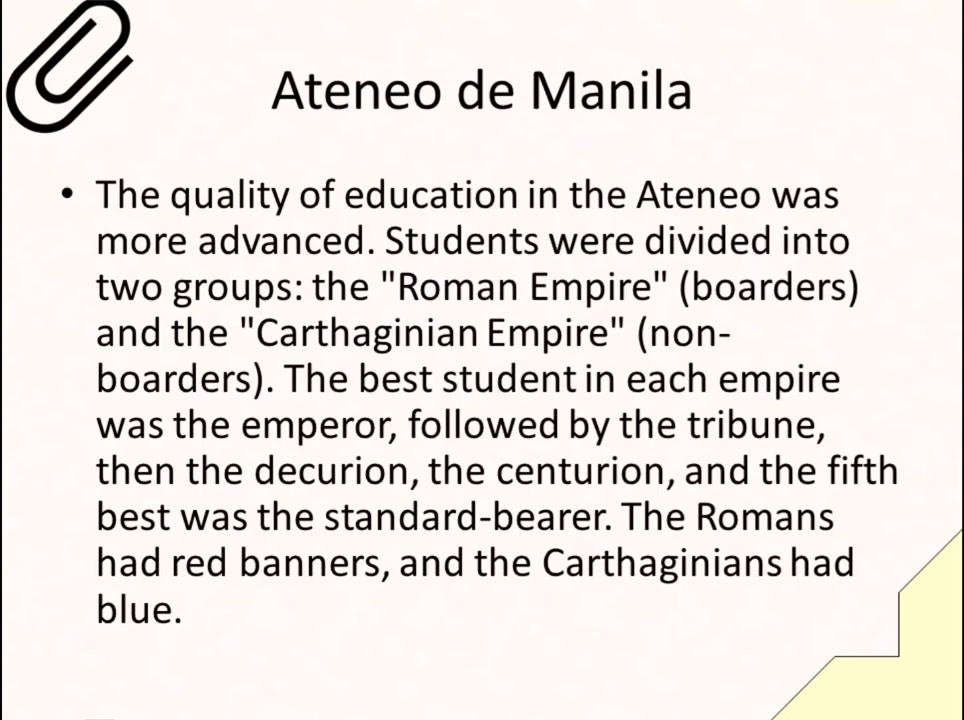 Ateneo de Manila
• The quality of education in the Ateneo was
more advanced. Students were divided into
two groups: the "Roman Empire" (boarders)
and the "Carthaginian Empire" (non-
boarders). The best student in each empire
was the emperor, followed by the tribune,
then the decurion, the centurion, and the fifth
best was the standard-bearer. The Romans
had red banners, and the Carthaginians had
blue.